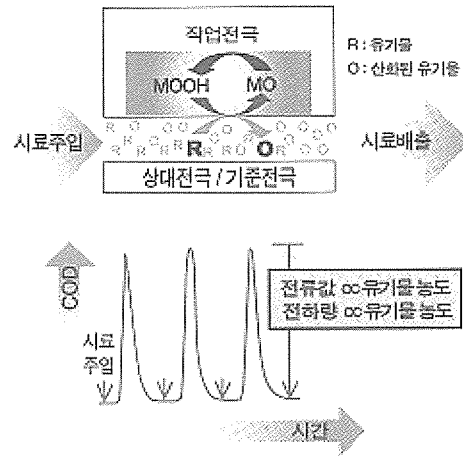 작업전극
R : 유기물
O : 산화된 유기물
MOOH
MO
시료주입
R
O
시료배출
상대전극 / 기준전극
COD
시료
주입
전류값 ∝ 유기물 농도
전하량 ∝ 유기물 농도
시간